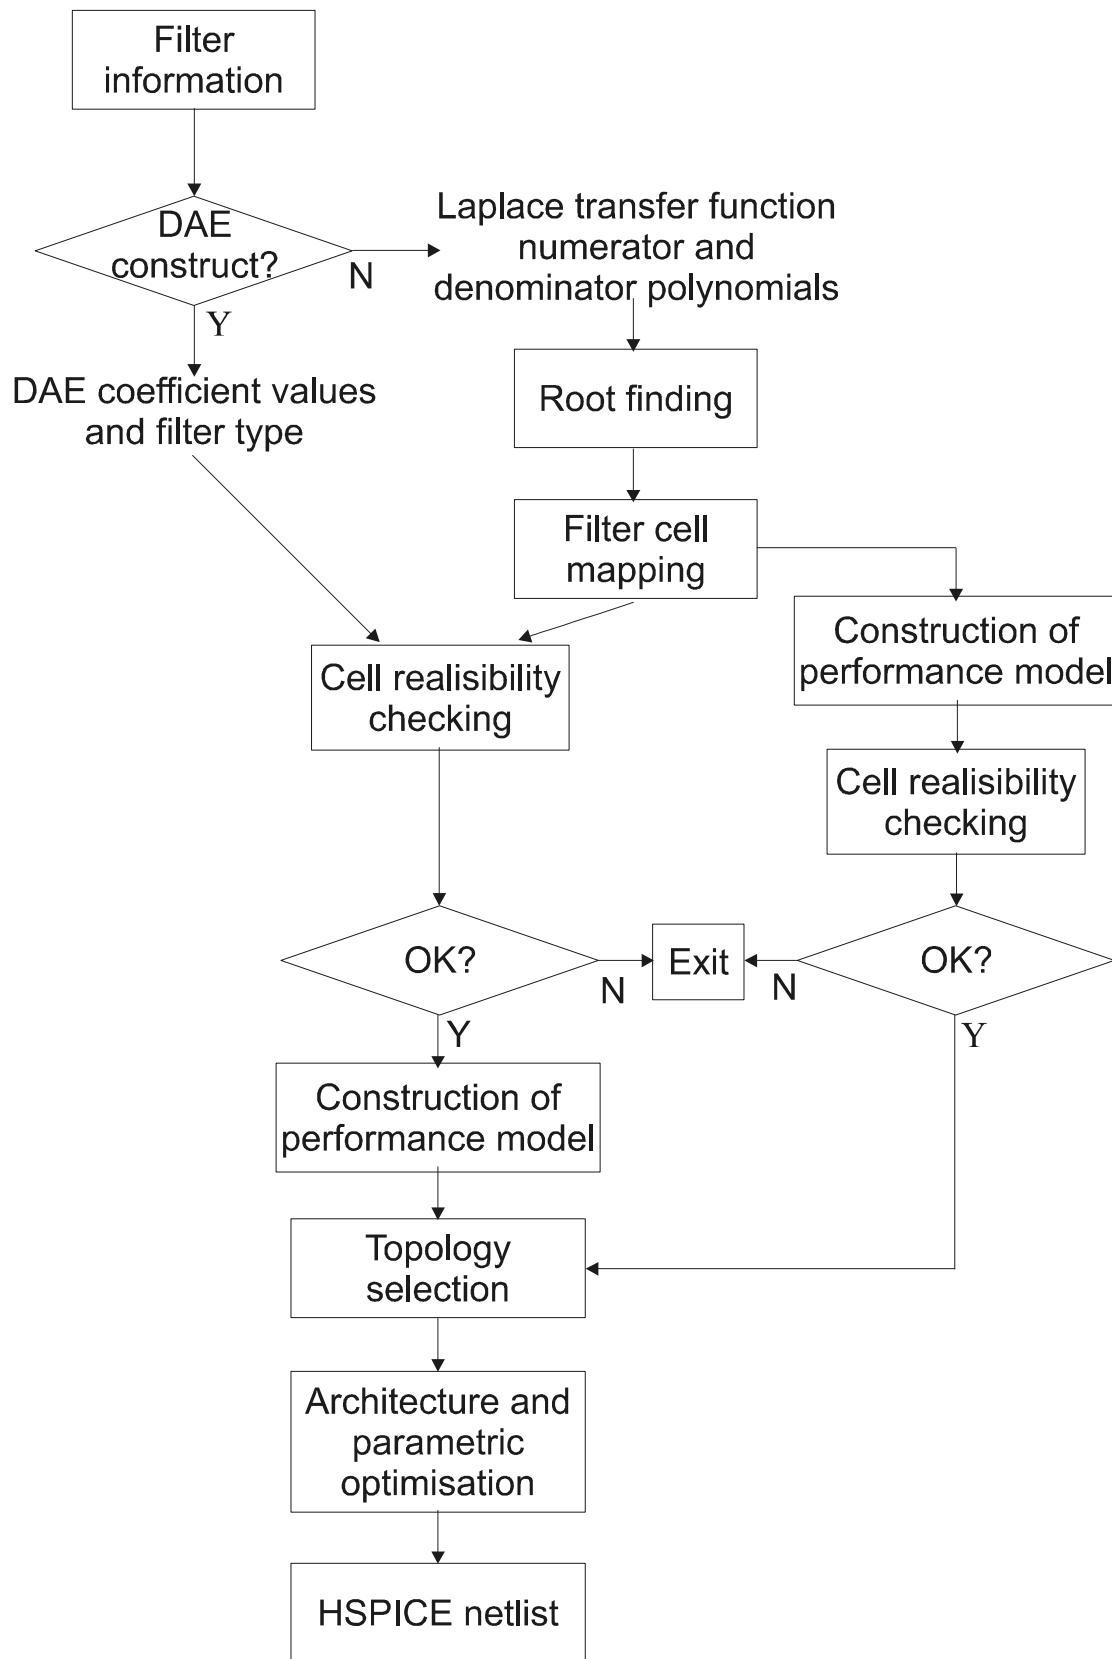 Filter
information
DAE
construct?
N
Y
Laplace transfer function
numerator and
denominator polynomials
DAE coefficient values
and filter type
Root finding
Filter cell
mapping
Construction of
performance model
Cell realisibility
checking
Cell realisibility
checking
OK?
N
Exit
N
OK?
Y
Y
Construction of
performance model
Topology
selection
Architecture and
parametric
optimisation
HSPICE netlist